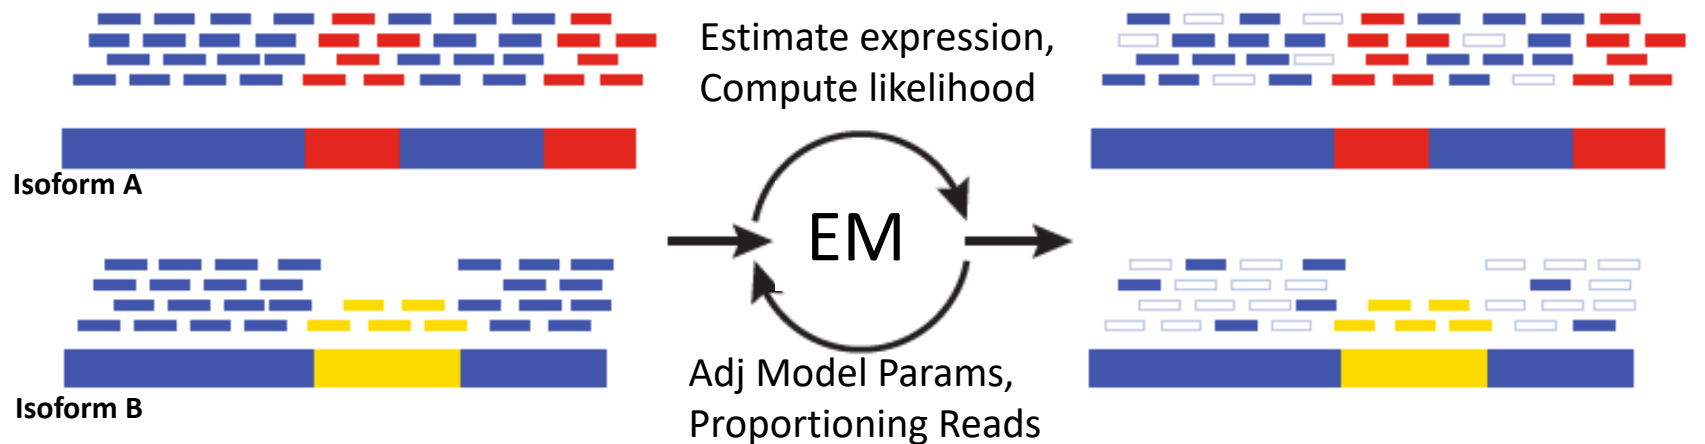 Estimate expression,
Compute likelihood
Isoform A
EM
Adj Model Params,
Proportioning Reads
Isoform B